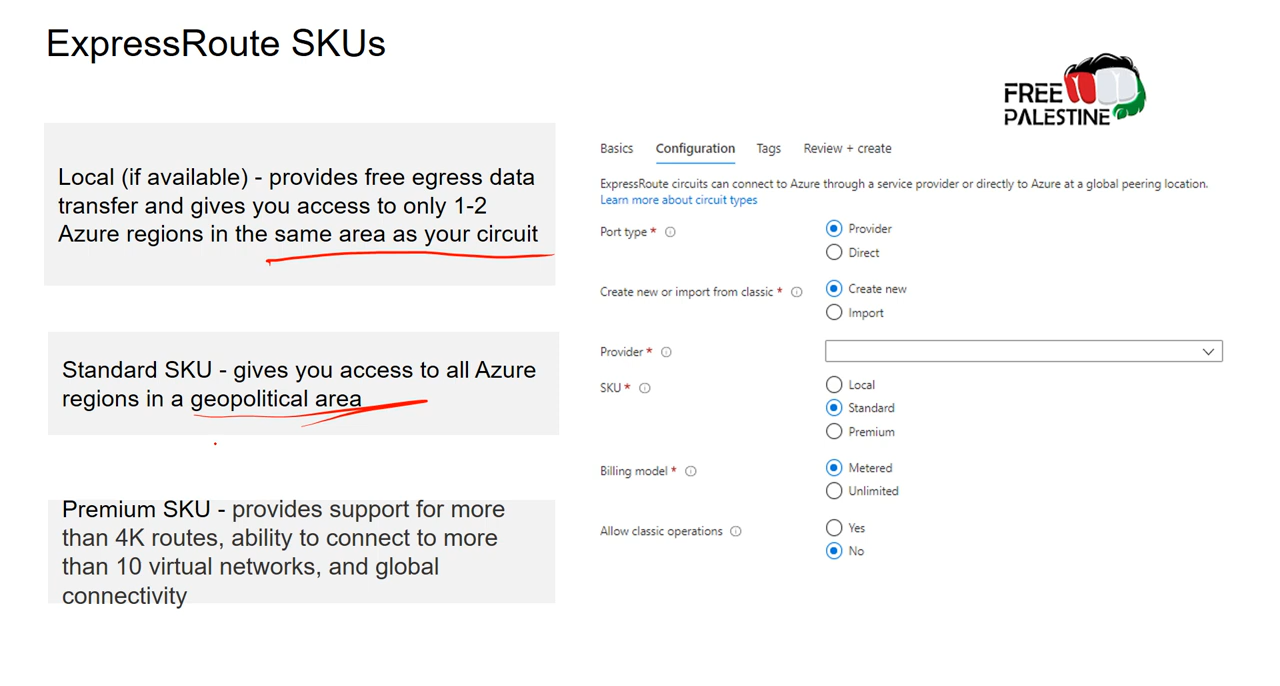 ExpressRoute SKUs
FREE
PALESTINE
Local (if available) - provides free egress data
transfer and gives you access to only 1-2
Azure regions in the same area as your circuit
Standard SKU - gives you access to all Azure
regions in a geopolitical area
Premium SKU - provides support for more
than 4K routes, ability to connect to more
than 10 virtual networks, and global
connectivity
Basics Configuration Tags Review + create
ExpressRoute circuits can connect to Azure through a service provider or directly to Azure at a global peering location.
Learn more about circuit types
Port type * Provider
Direct
Create new or import from classic * Create new
Import
Provider *
SKU * Local
Standard
Premium
Billing model * Metered
Unlimited
Allow classic operations Yes
No